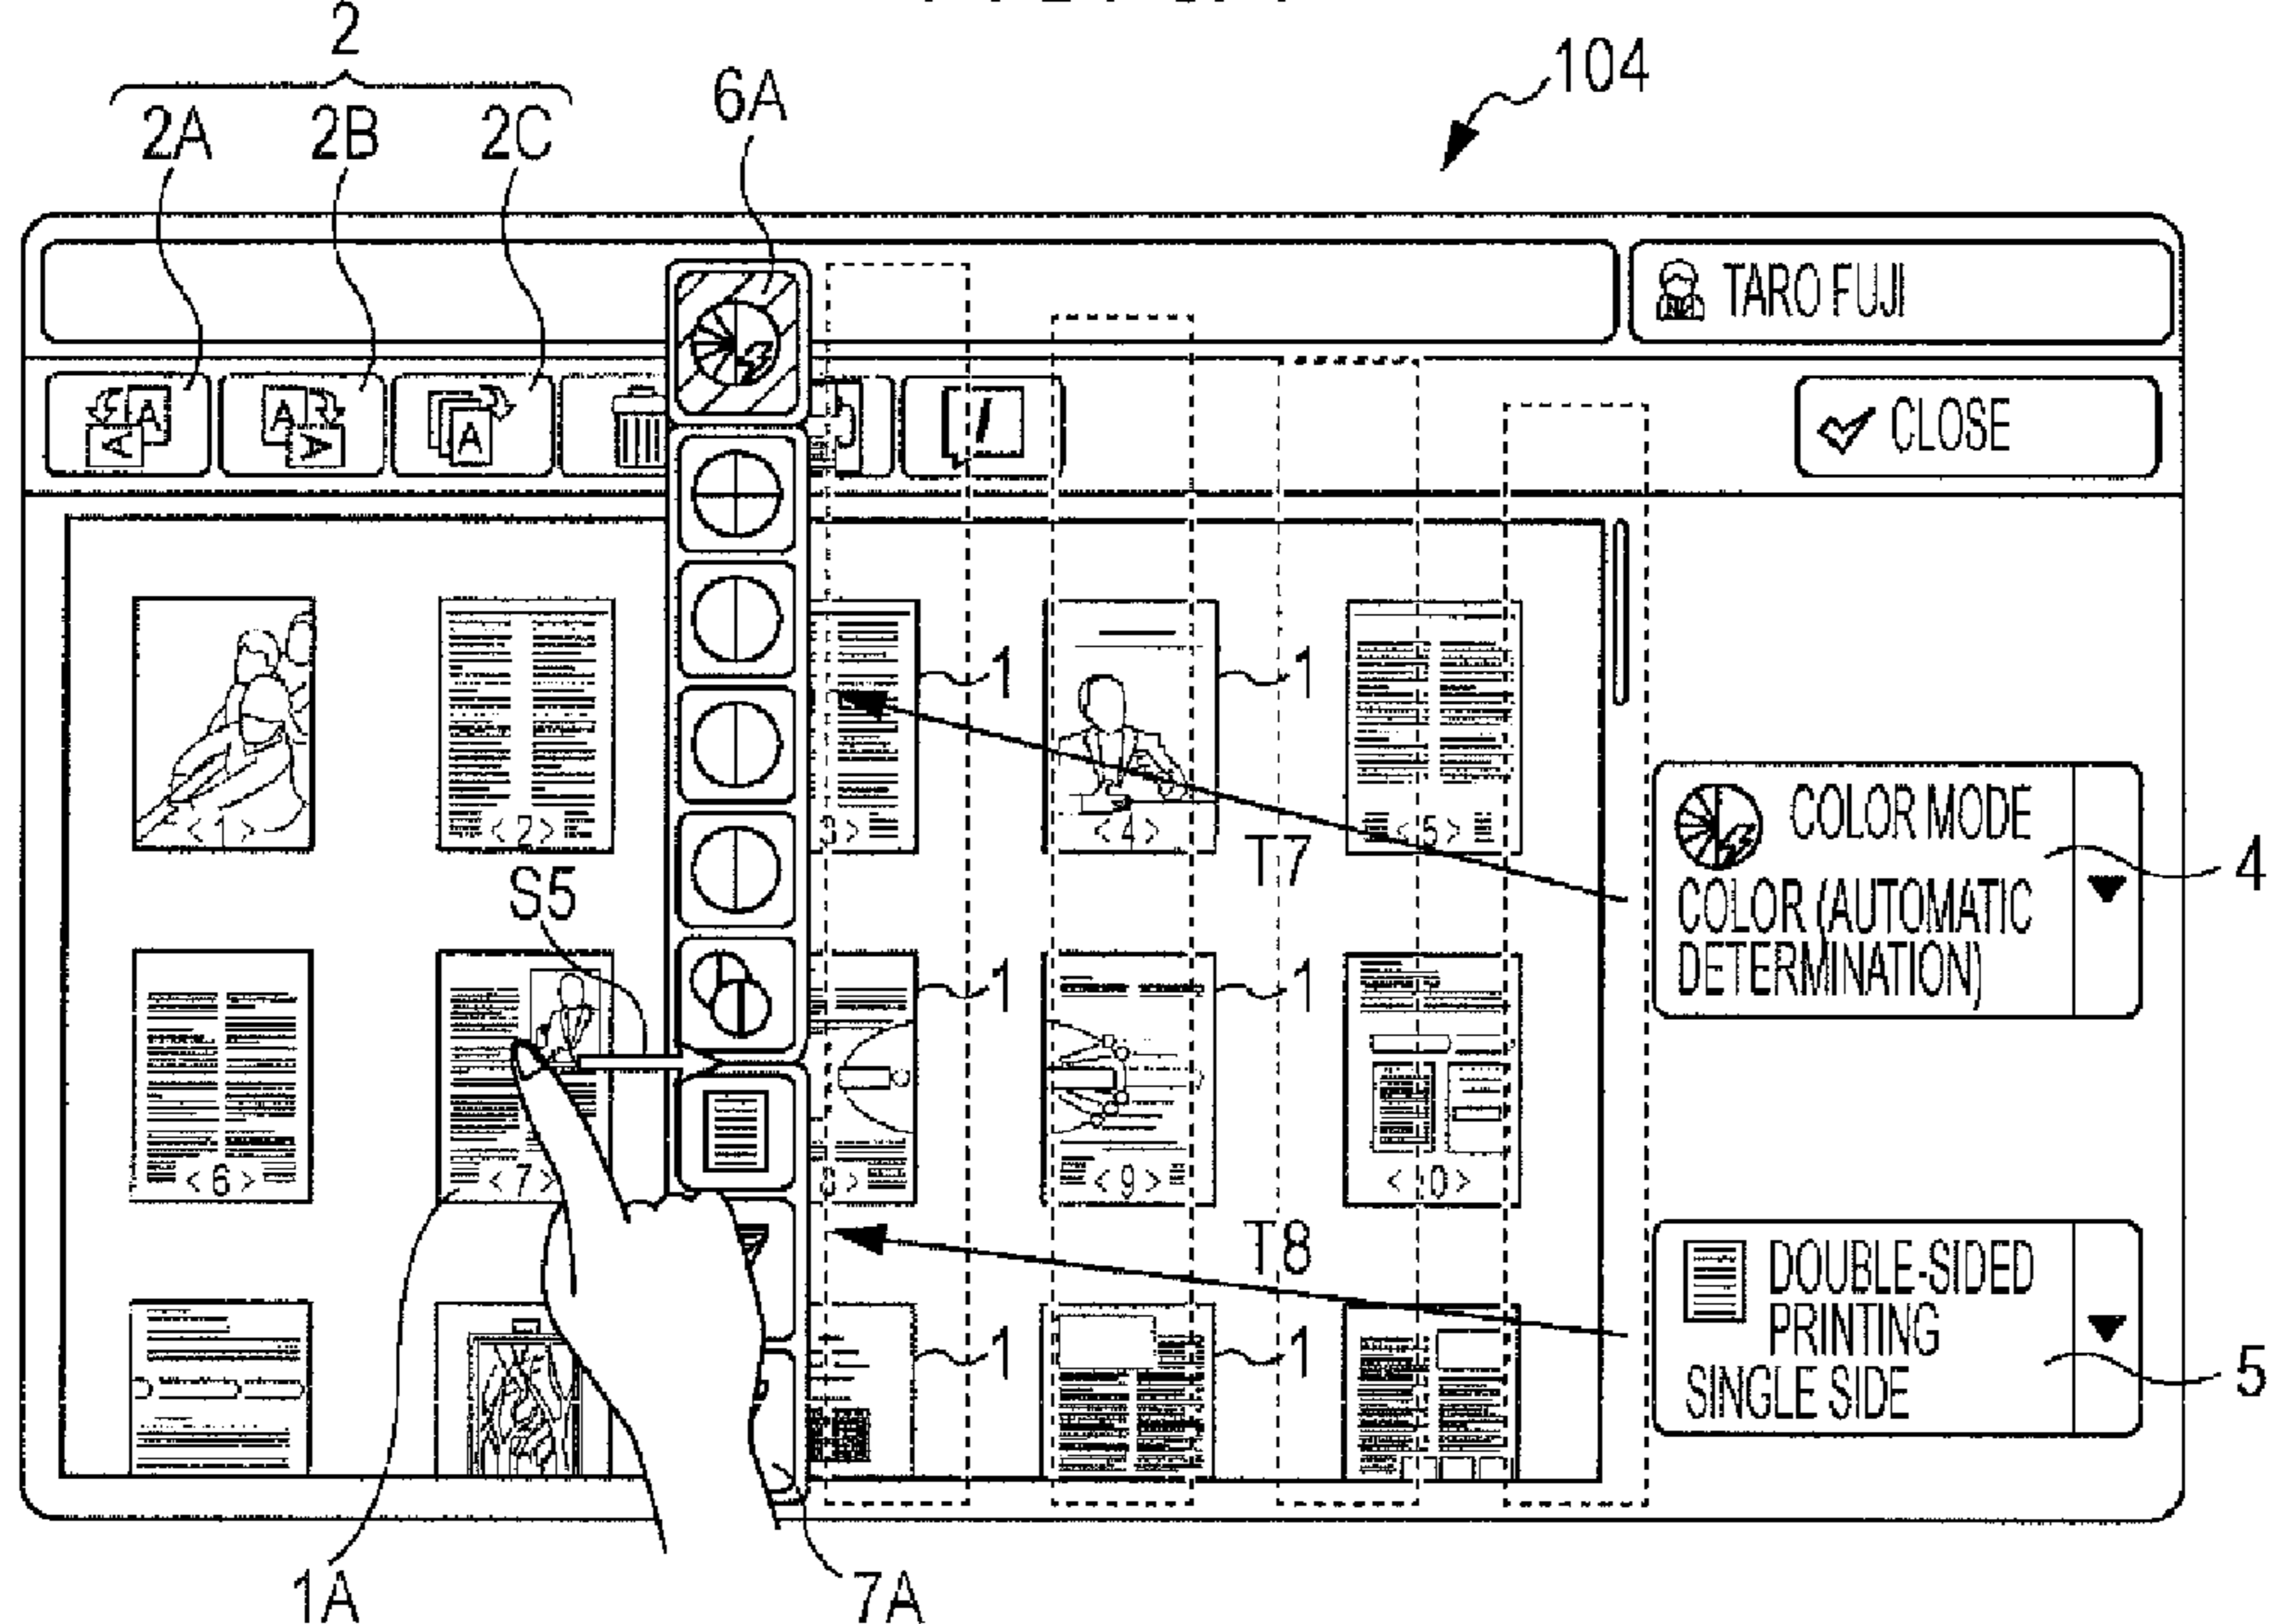 2
104
6A
2A 2B 2C
TARO FUJI
A A A
A A
CLOSE
1 1
COLOR MODE
COLOR (AUTOMATIC
DETERMINATION)
4
<1> <2> 3> <4> <5>
T7
S5
1 1
<6> <7> <9>
T8
DOUBLE-SIDED
PRINTING
SINGLE SIDE
5
1 1
1A
7A